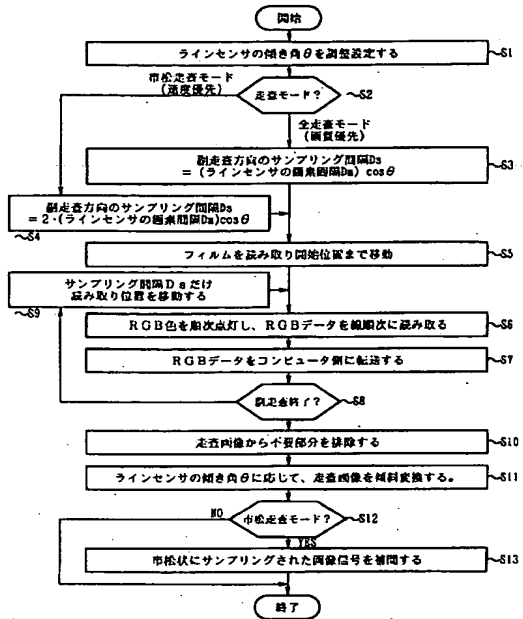 開始
ラインセンサの傾き角θを調整設定する
S1
市松走査モード
(速度優先)
走査モード?
S2
全走査モード
(画質優先)
副走査方向のサンプリング間隔Ds
=(ラインセンサの画素間隔Dm)cosθ
S3
副走査方向のサンプリング間隔Ds
=2・(ラインセンサの画素間隔Dm)cosθ
S4
フィルムを読み取り開始位置まで移動
S5
サンプリング間隔Dsだけ
読み取り位置を移動する
S9
RGB色を順次点灯し、RGBデータを線順次に読み取る
S6
RGBデータをコンピュータ側に転送する
S7
副走査終了?
S8
走査画像から不要部分を排除する
S10
ラインセンサの傾き角θに応じて、走査画像を傾斜変換する。
S11
NO
市松走査モード?
S12
YES
市松状にサンプリングされた画像信号を補間する
S13
終了